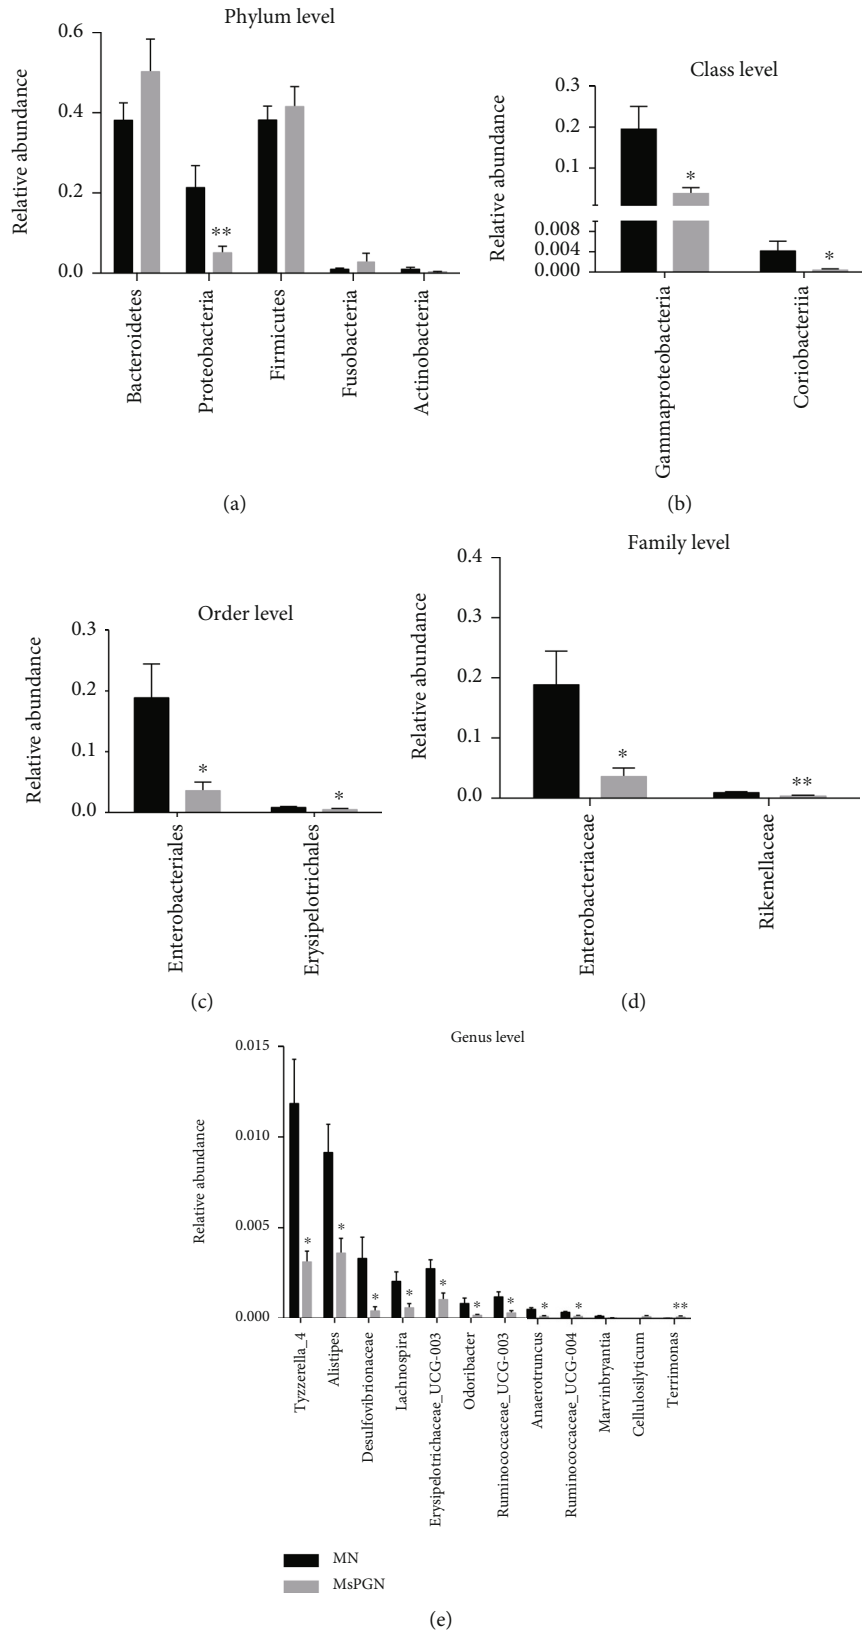 Phylum level
Relative abundance
0.6
0.4
0.2
0.0
**
Bacteroidetes
Proteobacteria
Firmicutes
Fusobacteria
Actinobacteria
(a)
Class level
Relative abundance
0.3
0.2
0.1
0.008
0.004
0.000
*
*
Gammaproteobacteria
Coriobacteriia
(b)
Order level
Relative abundance
0.3
0.2
0.1
0.0
*
*
Enterobacteriales
Erysipelotrichales
(c)
Family level
Relative abundance
0.4
0.3
0.2
0.1
0.0
*
**
Enterobacteriaceae
Rikenellaceae
(d)
Genus level
Relative abundance
0.015
0.010
0.005
0.000
*
*
*
*
*
*
*
*
*
**
Tyzzerella_4
Alistipes
Desulfovibrionaceae
Lachnospira
Erysipelotrichaceae_UCG-003
Odoribacter
Ruminococcaceae_UCG-003
Anaerotruncus
Ruminococcaceae_UCG-004
Marvinbryantia
Cellulosilyticum
Terrimonas
MN
MsPGN
(e)